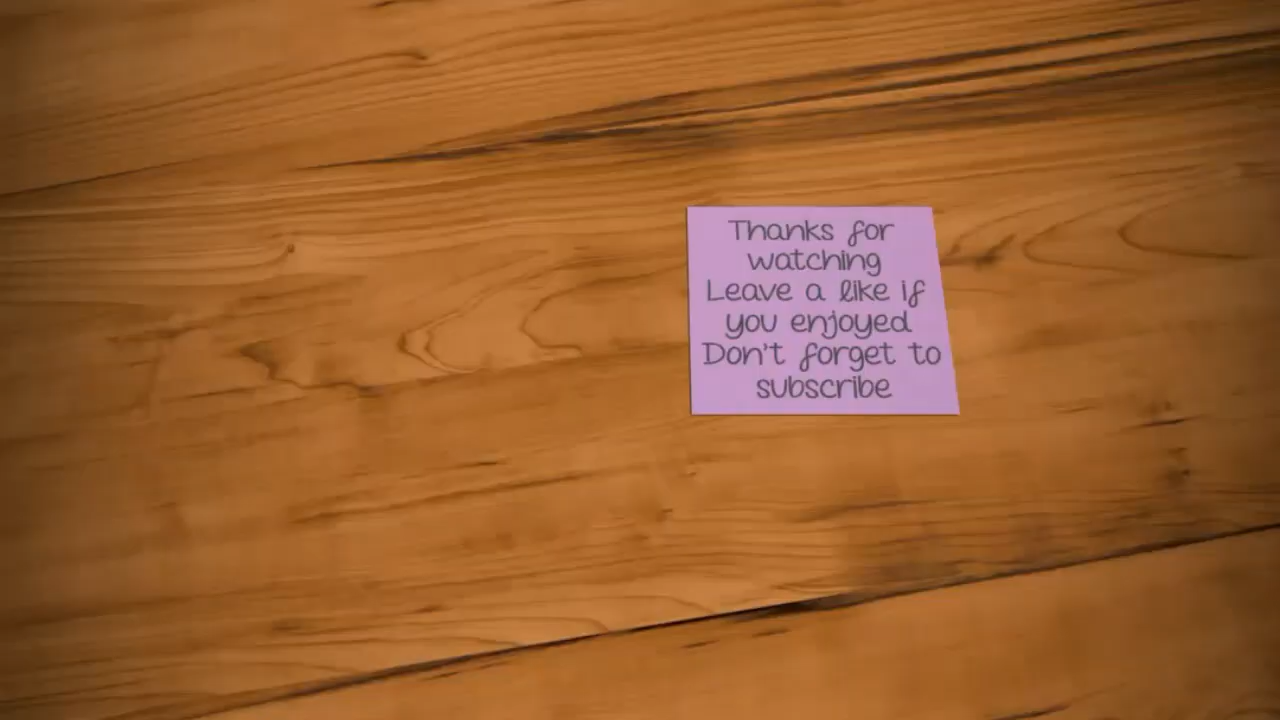 Thanks for
watching
Leave a like if
you enjoyed
Don't forget to
subscribe